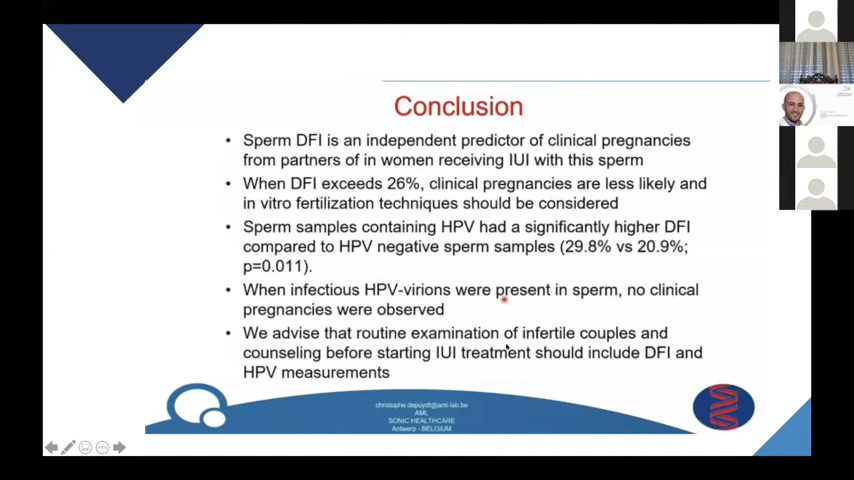 Conclusion
• Sperm DFI is an independent predictor of clinical pregnancies
from partners of in women receiving IUI with this sperm
• When DFI exceeds 26%, clinical pregnancies are less likely and
in vitro fertilization techniques should be considered
• Sperm samples containing HPV had a significantly higher DFI
compared to HPV negative sperm samples (29.8% vs 20.9%;
p=0.011).
• When infectious HPV-virions were present in sperm, no clinical
pregnancies were observed
• We advise that routine examination of infertile couples and
counseling before starting IUI treatment should include DFI and
HPV measurements
christophe.depuydt@aml-lab.be
AML
SONIC HEALTHCARE
Antwerp - BELGIUM